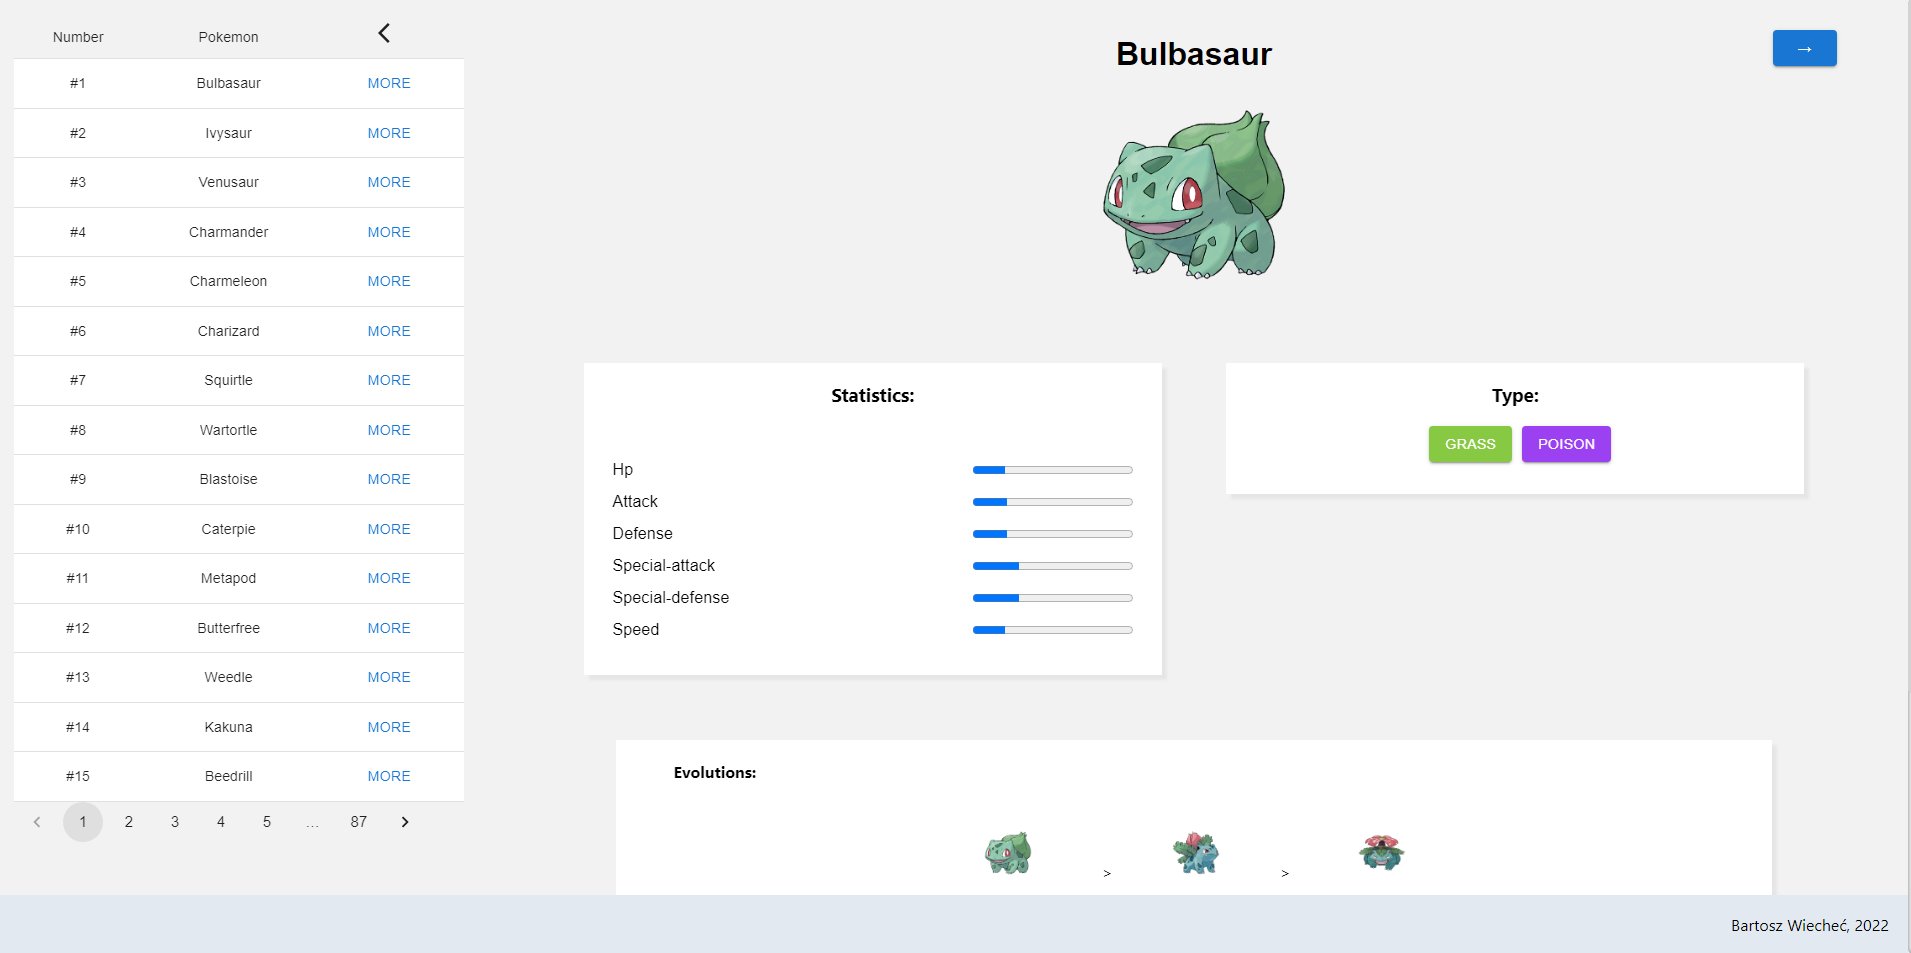 Number Pokemon
#1 Bulbasaur MORE
#2 Ivysaur MORE
#3 Venusaur MORE
#4 Charmander MORE
#5 Charmeleon MORE
#6 Charizard MORE
#7 Squirtle MORE
#8 Wartortle MORE
#9 Blastoise MORE
#10 Caterpie MORE
#11 Metapod MORE
#12 Butterfree MORE
#13 Weedle MORE
#14 Kakuna MORE
#15 Beedrill MORE
< 1 2 3 4 5 ... 87 >
Bulbasaur
→
Statistics:
Hp
Attack
Defense
Special-attack
Special-defense
Speed
Type:
GRASS POISON
Evolutions:
> >
Bartosz Wiecheć, 2022